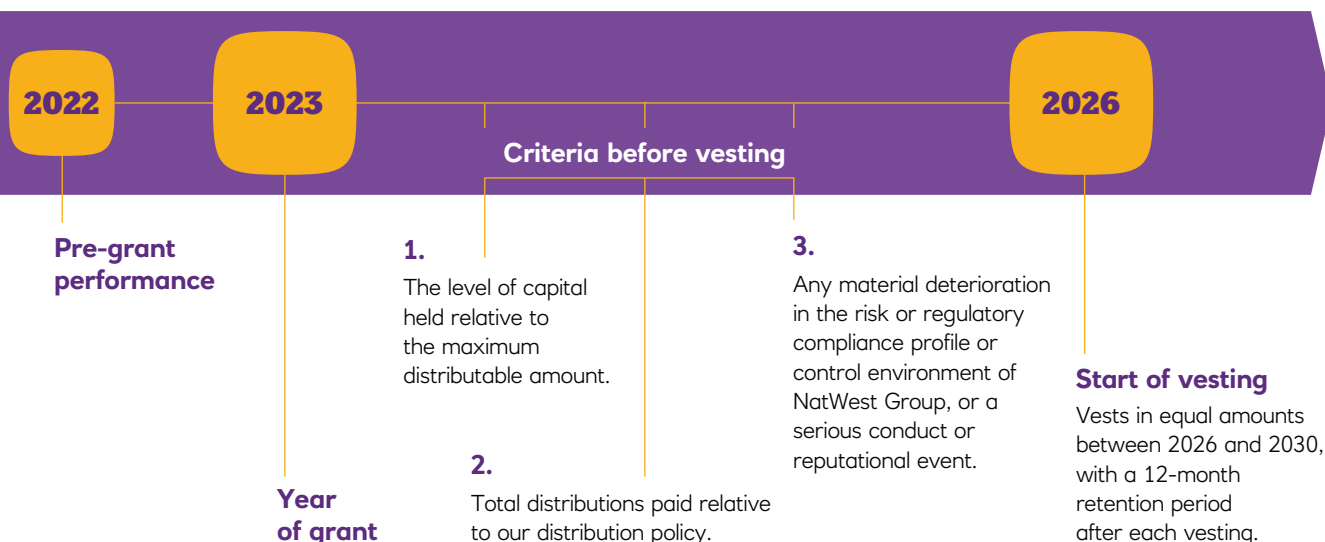 2022
2023
2026
Criteria before vesting
Pre-grant
performance
Year
of grant
1.
The level of capital
held relative to
the maximum
distributable amount.
2.
Total distributions paid relative
to our distribution policy.
3.
Any material deterioration
in the risk or regulatory
compliance profile or
control environment of
NatWest Group, or a
serious conduct or
reputational event.
Start of vesting
Vests in equal amounts
between 2026 and 2030,
with a 12-month
retention period
after each vesting.